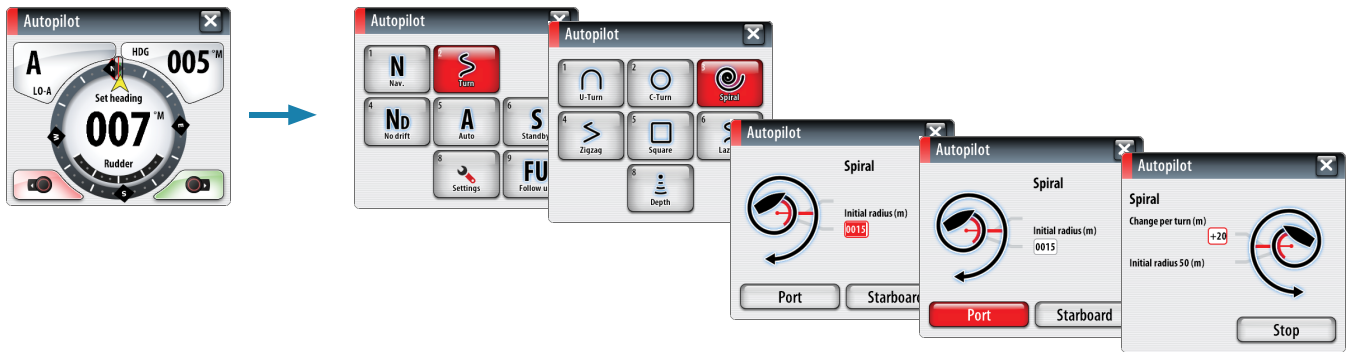 Autopilot
A
LO-A
HDG
005°M
N
E
S
W
Set heading
007°M
Rudder
Autopilot
1
N
Nav.
2
Turn
4
ND
No drift
5
A
Auto
6
S
Standby
8
Settings
9
FU
Follow u
Autopilot
1
U-Turn
2
C-Turn
3
Spiral
4
Zigzag
5
Square
6
Laz
8
Depth
Autopilot
Spiral
Initial radius (m)
0015
Port
Starboard
Autopilot
Spiral
Initial radius (m)
0015
Port
Starboard
Autopilot
Spiral
Change per turn (m)
+20
Initial radius 50 (m)
Stop